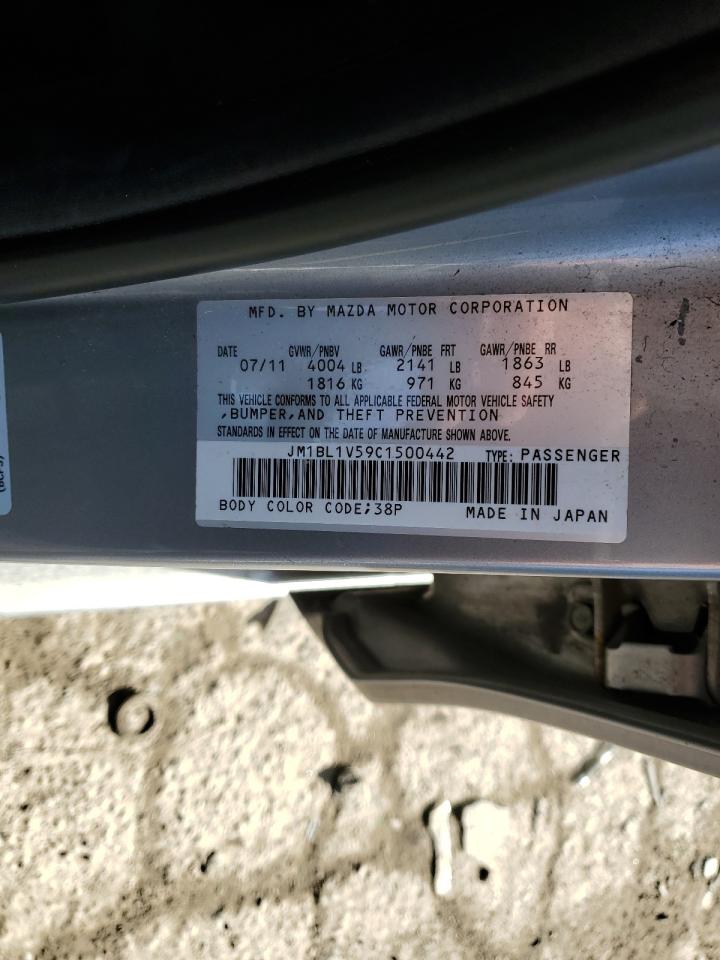 MFD. BY MAZDA MOTOR CORPORATION
DATE GVWR/PNBV GAWR/PNBE FRT GAWR/PNBE RR
07/11 4004 LB 2141 LB 1863 LB
1816 KG 971 KG 845 KG
THIS VEHICLE CONFORMS TO ALL APPLICABLE FEDERAL MOTOR VEHICLE SAFETY
,BUMPER,AND THEFT PREVENTION
STANDARDS IN EFFECT ON THE DATE OF MANUFACTURE SHOWN ABOVE.
JM1BL1V59C1500442 TYPE: PASSENGER
BODY COLOR CODE;38P MADE IN JAPAN
(BCF5)